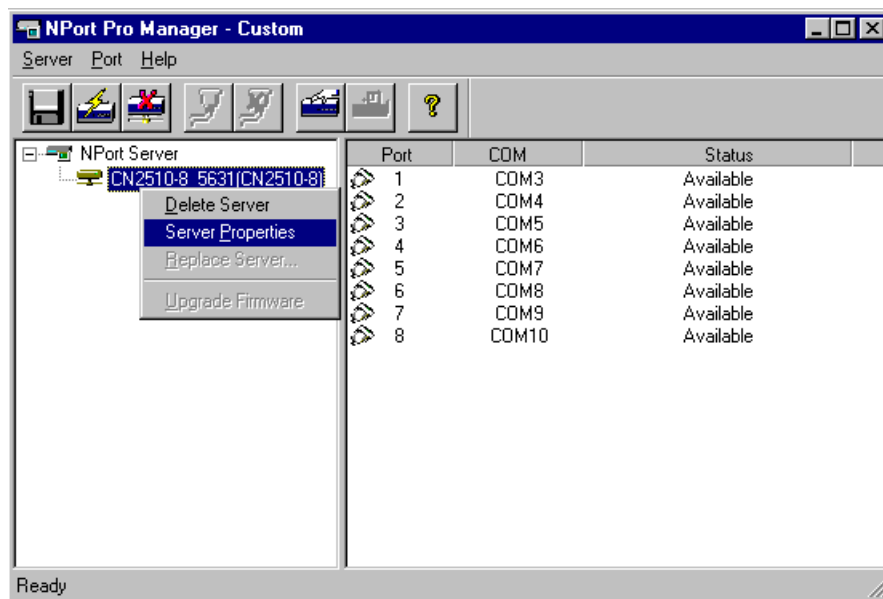 NPort Pro Manager - Custom
Server Port Help
NPort Server
CN2510-8_5631(CN2510-8)
Delete Server
Server Properties
Replace Server...
Upgrade Firmware
Port COM Status
1 COM3 Available
2 COM4 Available
3 COM5 Available
4 COM6 Available
5 COM7 Available
6 COM8 Available
7 COM9 Available
8 COM10 Available
Ready